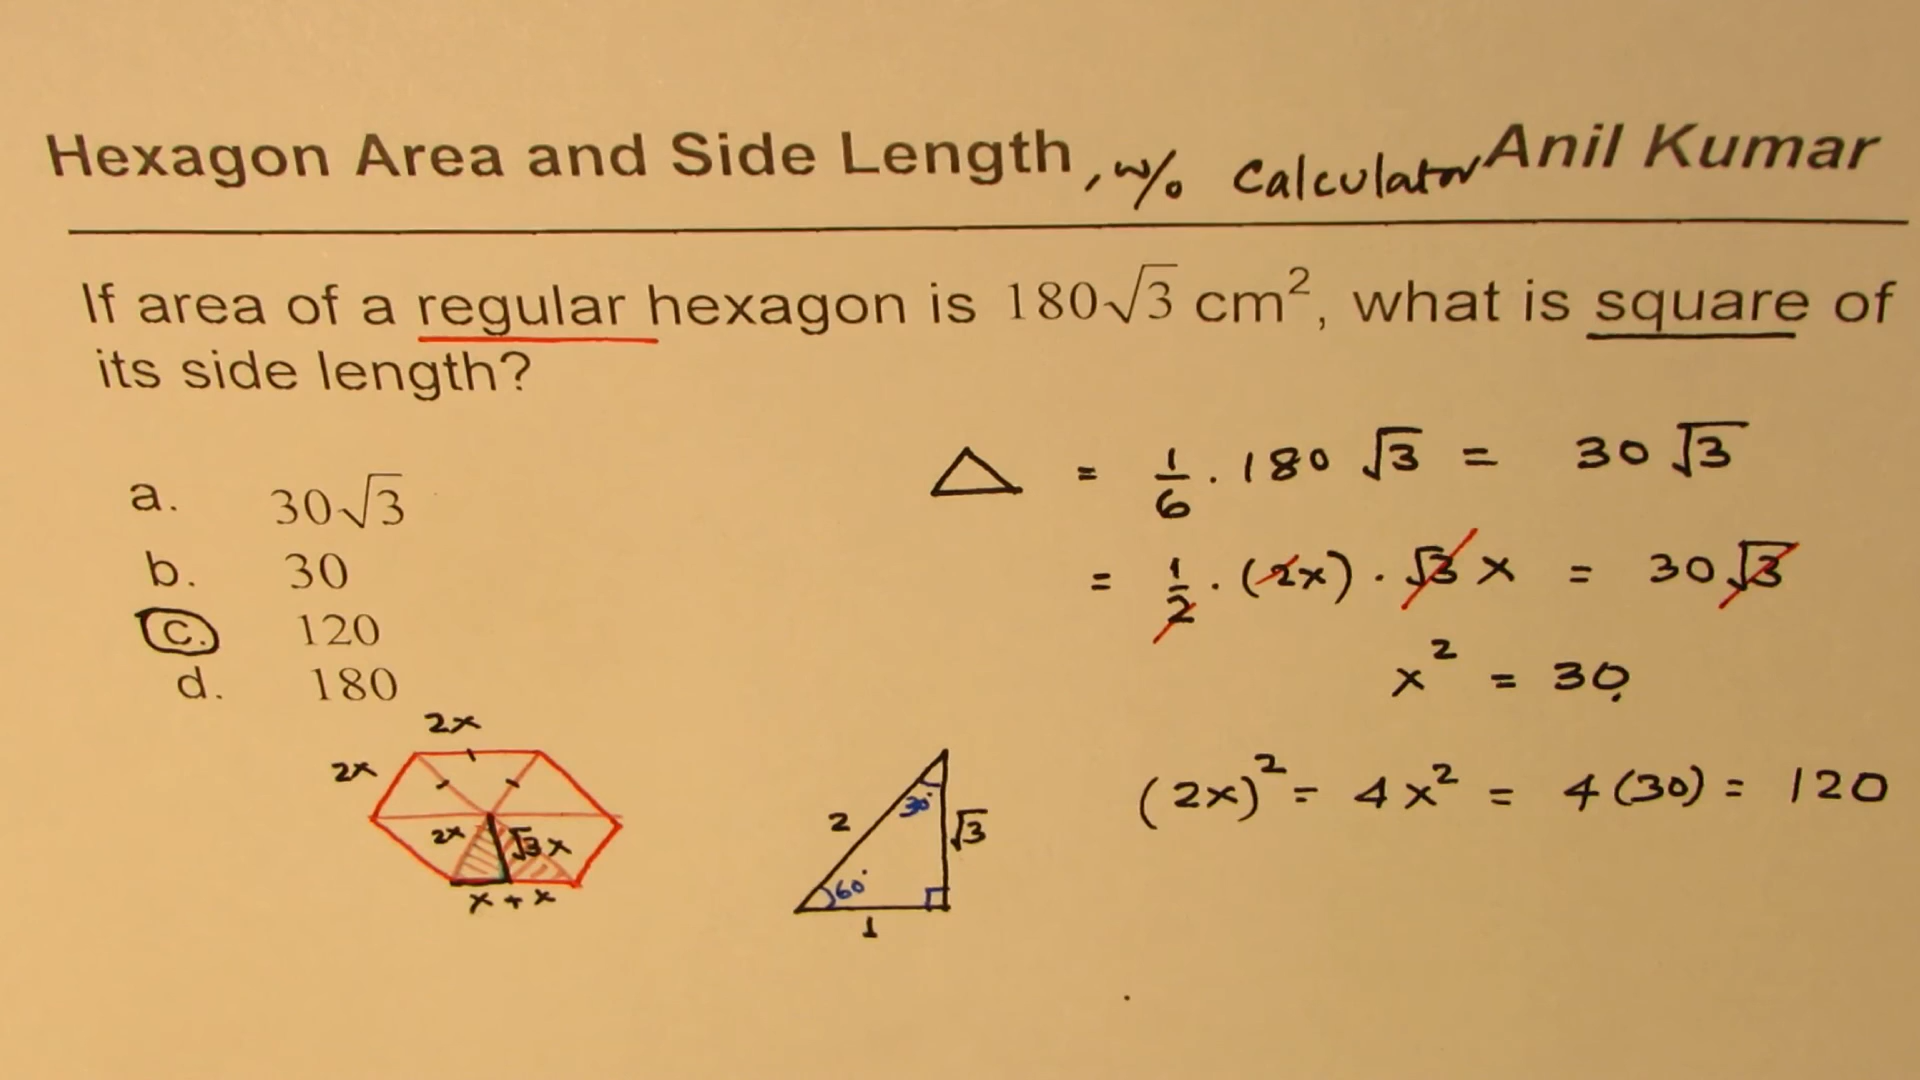 Hexagon Area and Side Length, w/o Calculator Anil Kumar
If area of a regular hexagon is 180√3 cm², what is square of
its side length?
a. 30√3
b. 30
c. 120
d. 180
△ = 1/6 . 180 √3 = 30 √3
= 1/2 . (2x) . √3 x = 30 √3
x² = 30
(2x)² = 4x² = 4(30) = 120
2x
2x
2x √3x
x + x
30°
2 √3
60°
1